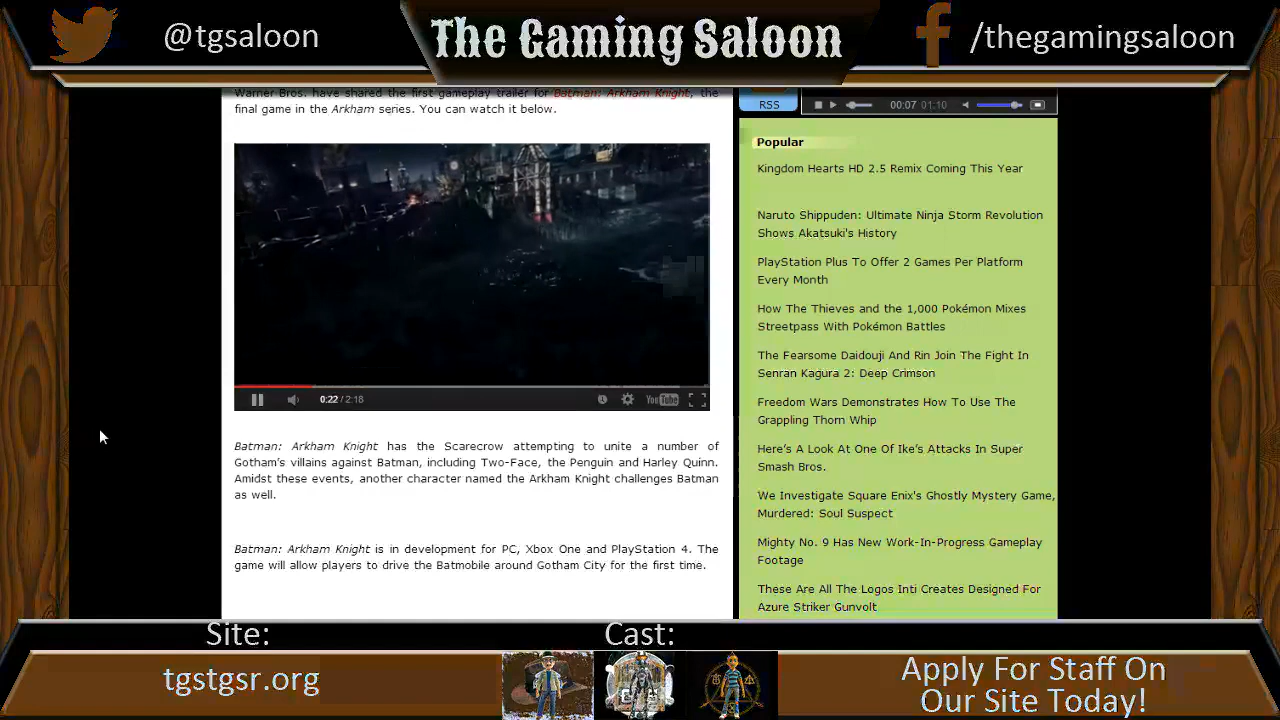 @tgsaloon
The Gaming Saloon
/thegamingsaloon
Warner Bros. have shared the first gameplay trailer for Batman: Arkham Knight, the
final game in the Arkham series. You can watch it below.
RSS
00:07 01:10
0:22 / 2:18
YouTube
Batman: Arkham Knight has the Scarecrow attempting to unite a number of
Gotham's villains against Batman, including Two-Face, the Penguin and Harley Quinn.
Amidst these events, another character named the Arkham Knight challenges Batman
as well.
Batman: Arkham Knight is in development for PC, Xbox One and PlayStation 4. The
game will allow players to drive the Batmobile around Gotham City for the first time.
Popular
Kingdom Hearts HD 2.5 Remix Coming This Year
Naruto Shippuden: Ultimate Ninja Storm Revolution
Shows Akatsuki's History
PlayStation Plus To Offer 2 Games Per Platform
Every Month
How The Thieves and the 1,000 Pokémon Mixes
Streetpass With Pokémon Battles
The Fearsome Daidouji And Rin Join The Fight In
Senran Kagura 2: Deep Crimson
Freedom Wars Demonstrates How To Use The
Grappling Thorn Whip
Here's A Look At One Of Ike's Attacks In Super
Smash Bros.
We Investigate Square Enix's Ghostly Mystery Game,
Murdered: Soul Suspect
Mighty No. 9 Has New Work-In-Progress Gameplay
Footage
These Are All The Logos Inti Creates Designed For
Azure Striker Gunvolt
Site:
tgstgsr.org
Cast:
Apply For Staff On
Our Site Today!